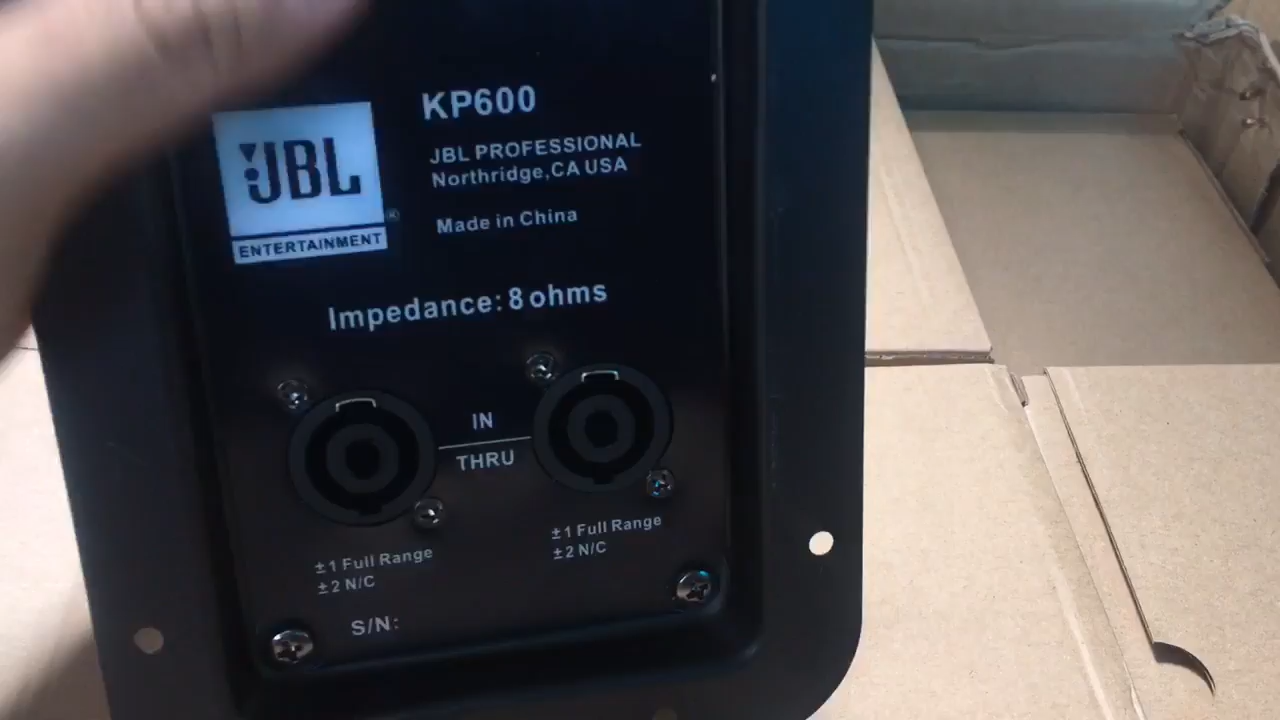 JBL
®
ENTERTAINMENT
KP600
JBL PROFESSIONAL
Northridge,CA USA
Made in China
Impedance: 8 ohms
IN
THRU
±1 Full Range
±2 N/C
±1 Full Range
±2 N/C
S/N: